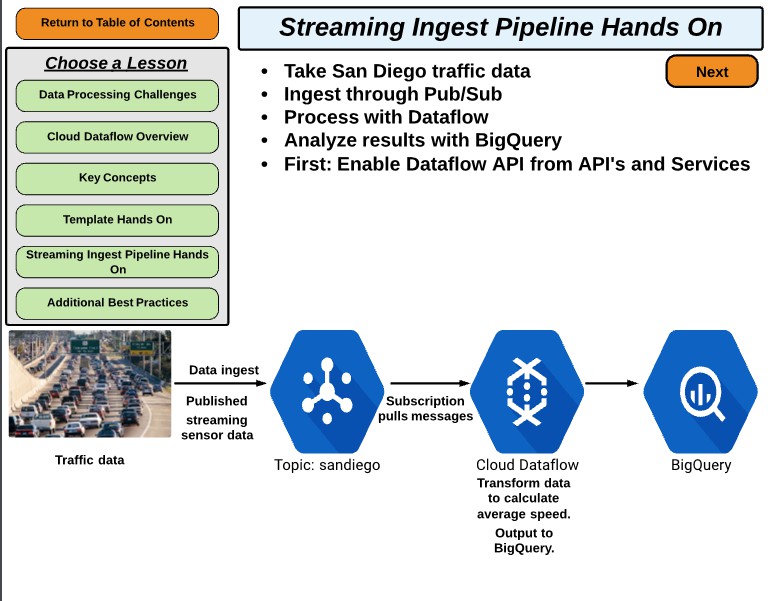 Return to Table of Contents
Streaming Ingest Pipeline Hands On
Choose a Lesson
Data Processing Challenges
Cloud Dataflow Overview
Key Concepts
Template Hands On
Streaming Ingest Pipeline Hands
On
Additional Best Practices
• Take San Diego traffic data
• Ingest through Pub/Sub
• Process with Dataflow
• Analyze results with BigQuery
• First: Enable Dataflow API from API's and Services
Next
Data ingest
Published
streaming
sensor data
Subscription
pulls messages
Traffic data
Topic: sandiego
Cloud Dataflow
Transform data
to calculate
average speed.
Output to
BigQuery.
BigQuery